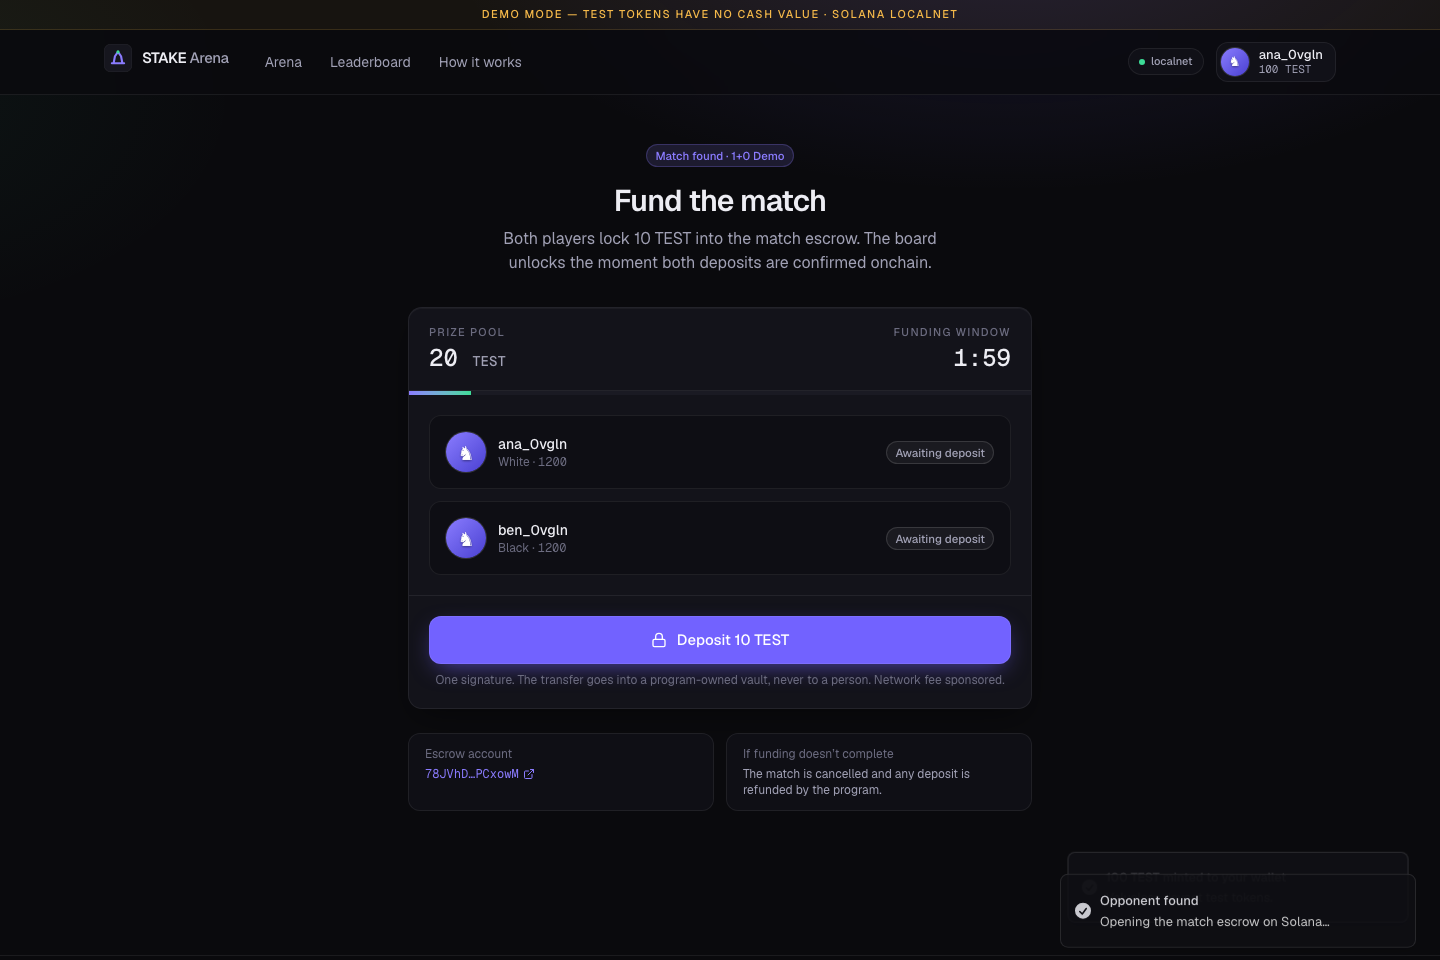 DEMO MODE — TEST TOKENS HAVE NO CASH VALUE · SOLANA LOCALNET
STAKE Arena
Arena
Leaderboard
How it works
localnet
ana_0vgln
100 TEST
Match found · 1+0 Demo
Fund the match
Both players lock 10 TEST into the match escrow. The board
unlocks the moment both deposits are confirmed onchain.
PRIZE POOL
20 TEST
FUNDING WINDOW
1:59
ana_0vgln
White · 1200
Awaiting deposit
ben_0vgln
Black · 1200
Awaiting deposit
Deposit 10 TEST
One signature. The transfer goes into a program-owned vault, never to a person. Network fee sponsored.
Escrow account
78JVhD…PCxowM
If funding doesn't complete
The match is cancelled and any deposit is
refunded by the program.
Opponent found
Opening the match escrow on Solana…